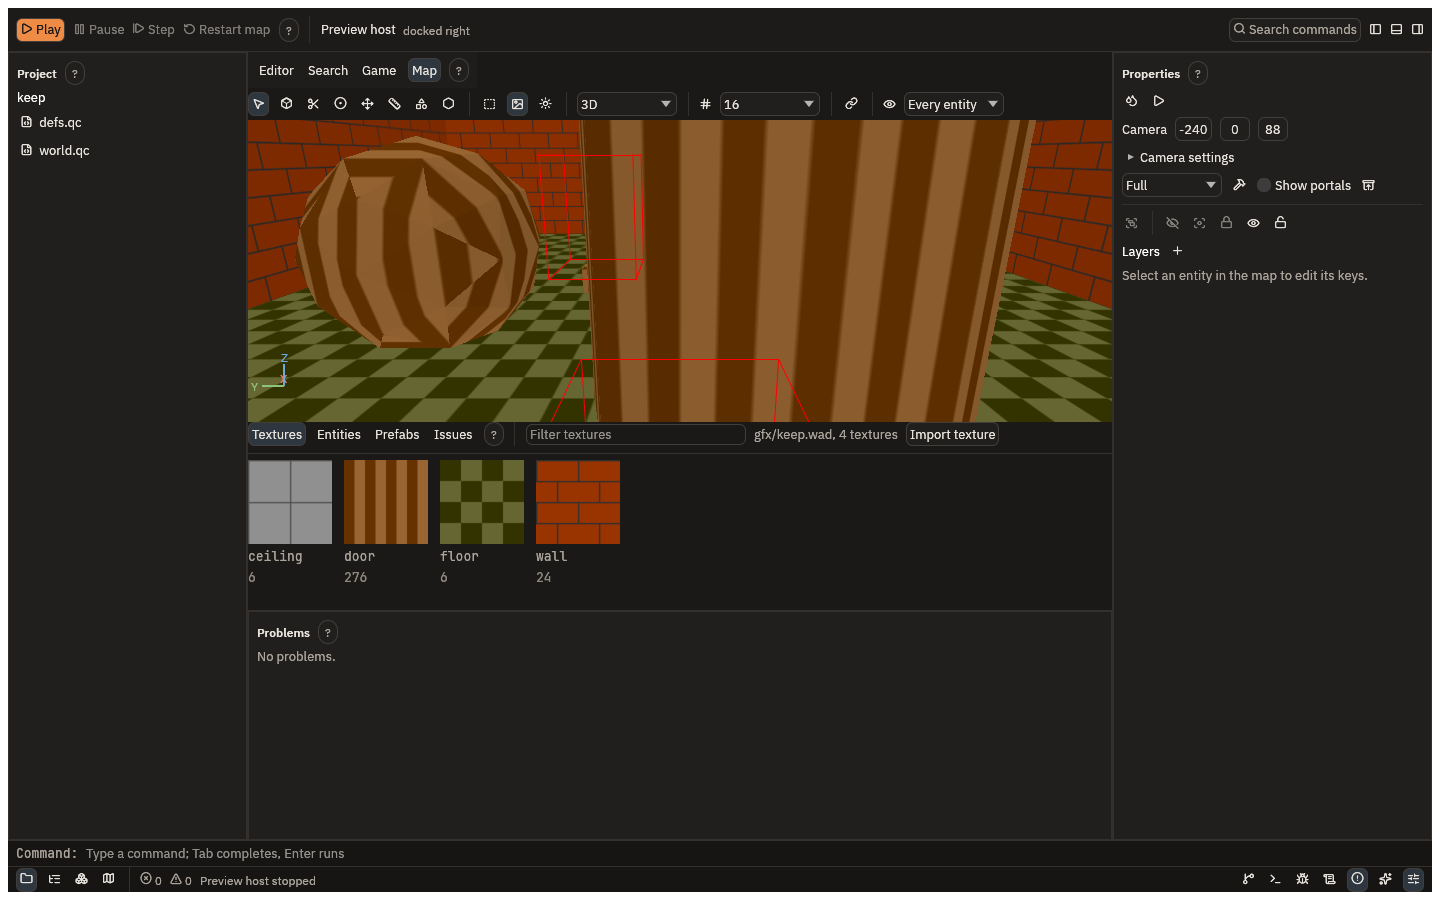 Play Pause Step Restart map ? Preview host docked right Search commands
Project ?
keep
defs.qc
world.qc
Editor Search Game Map ?
3D 16 Every entity
Z
X
Y
Textures Entities Prefabs Issues ? Filter textures gfx/keep.wad, 4 textures Import texture
ceiling door floor wall
6 276 6 24
Problems ?
No problems.
Properties ?
Camera -240 0 88
Camera settings
Full Show portals
Layers +
Select an entity in the map to edit its keys.
Command: Type a command; Tab completes, Enter runs
0 0 Preview host stopped